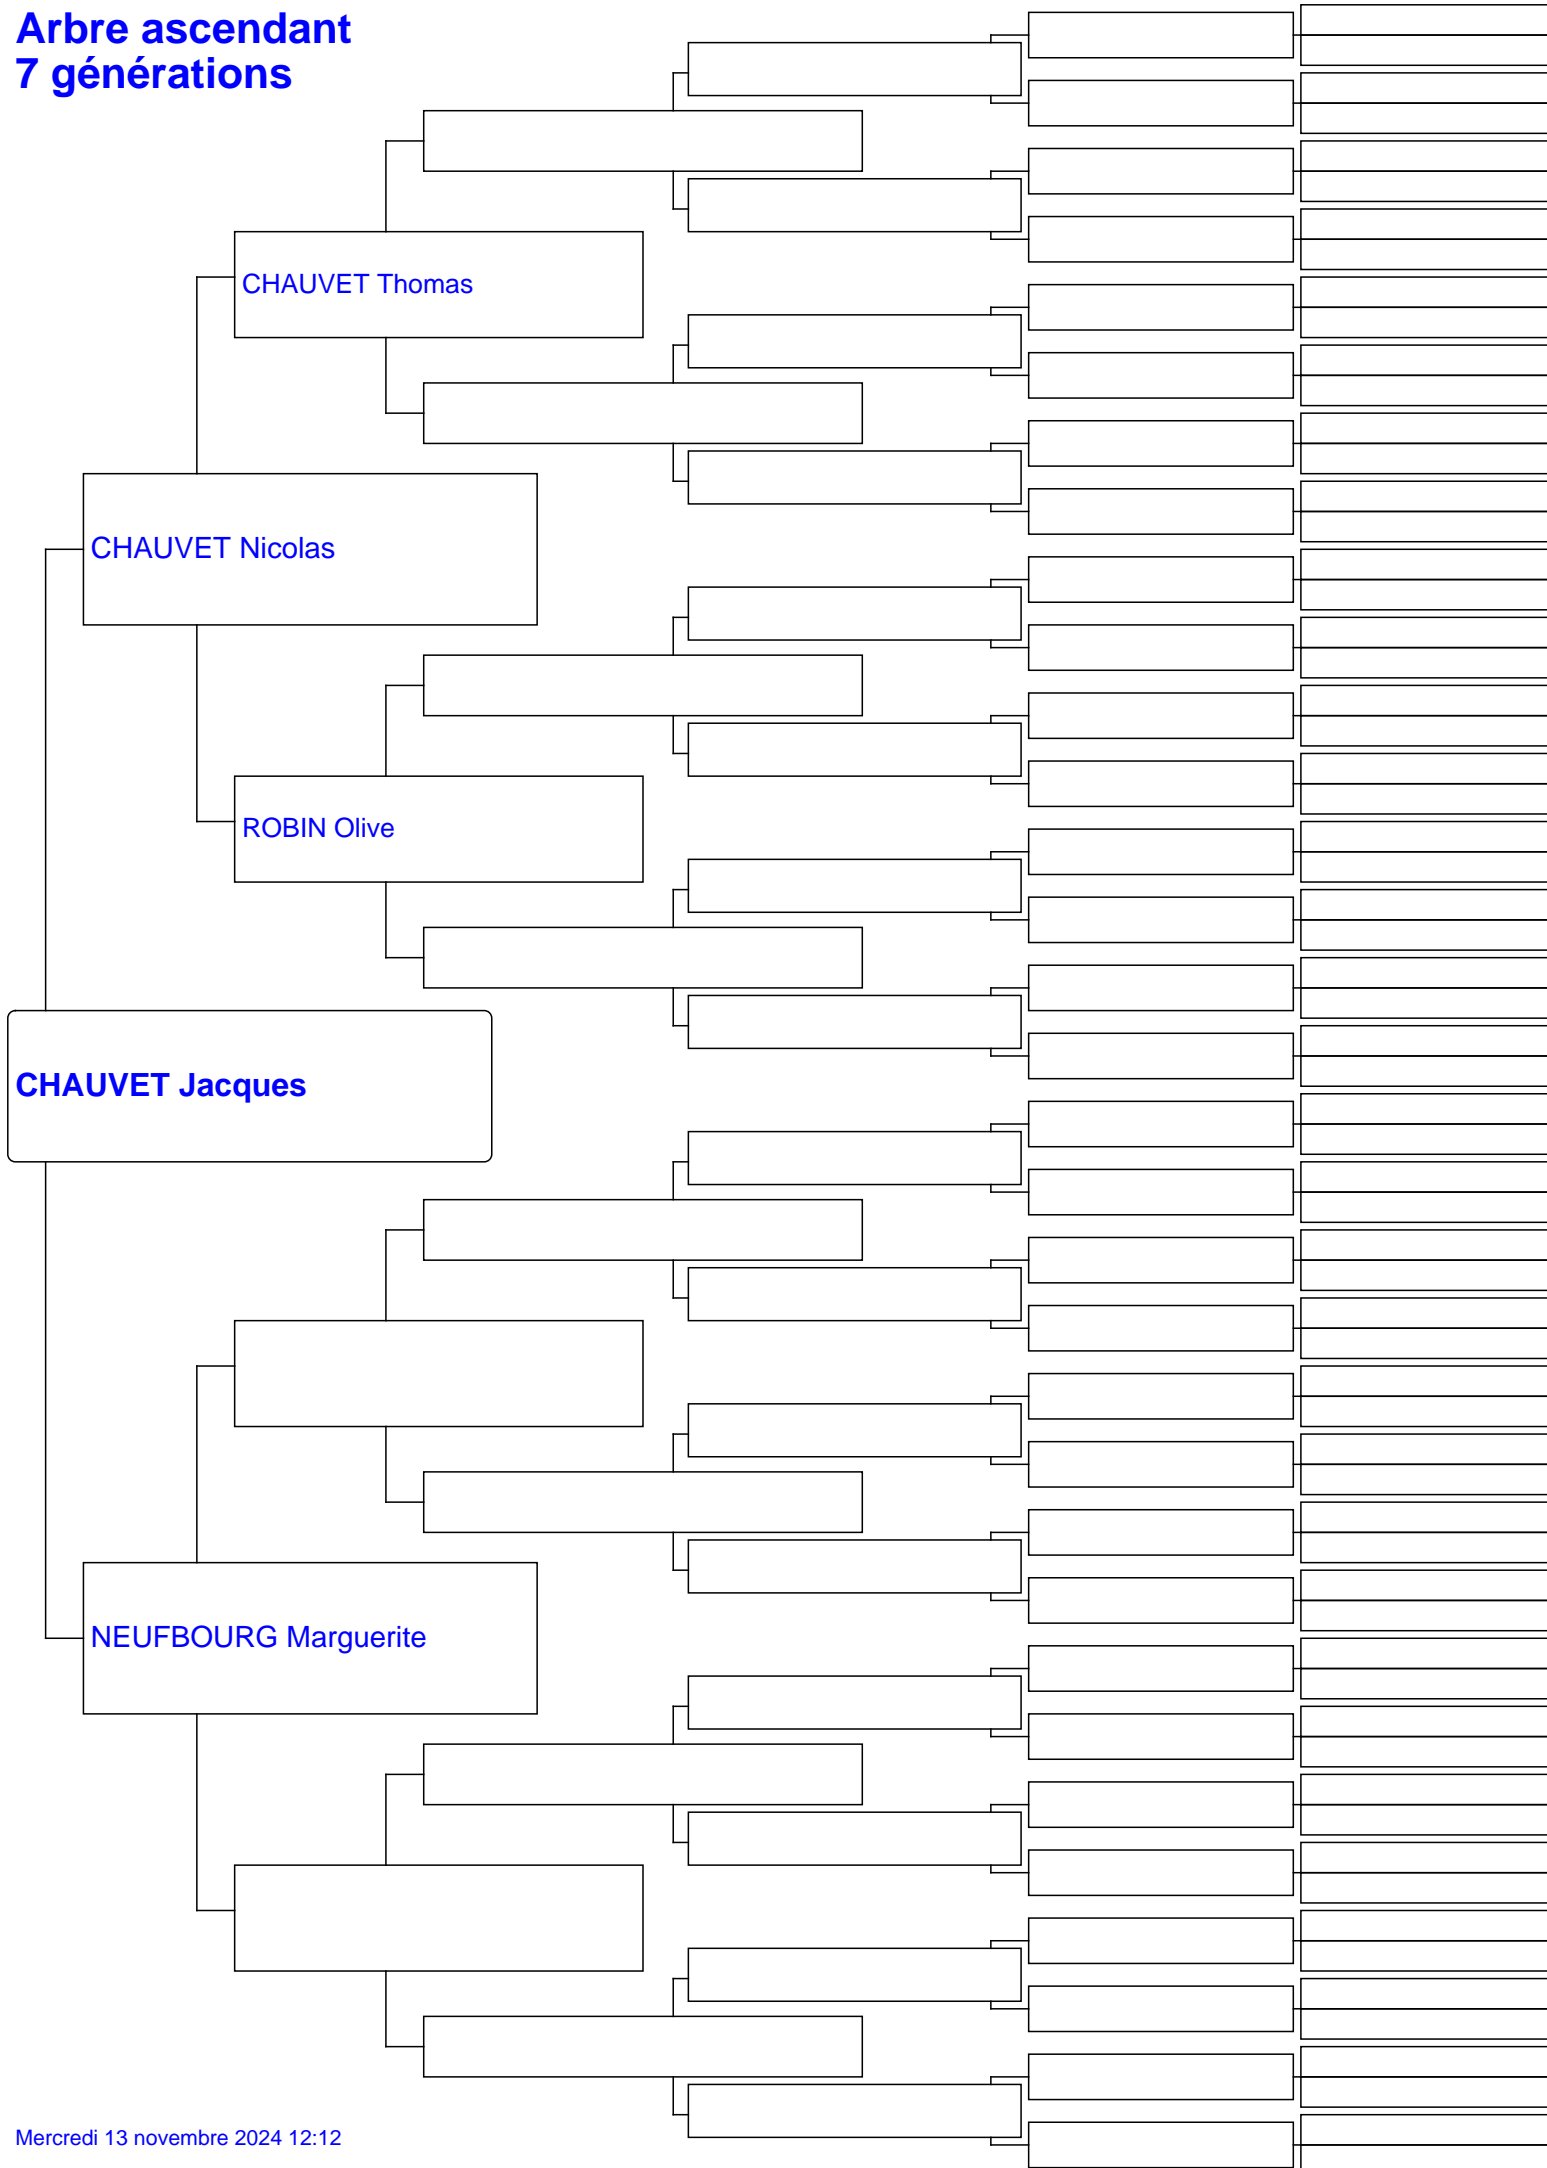 Arbre ascendant
7 générations
CHAUVET Thomas
CHAUVET Nicolas
ROBIN Olive
CHAUVET Jacques
NEUFBOURG Marguerite
Mercredi 13 novembre 2024 12:12